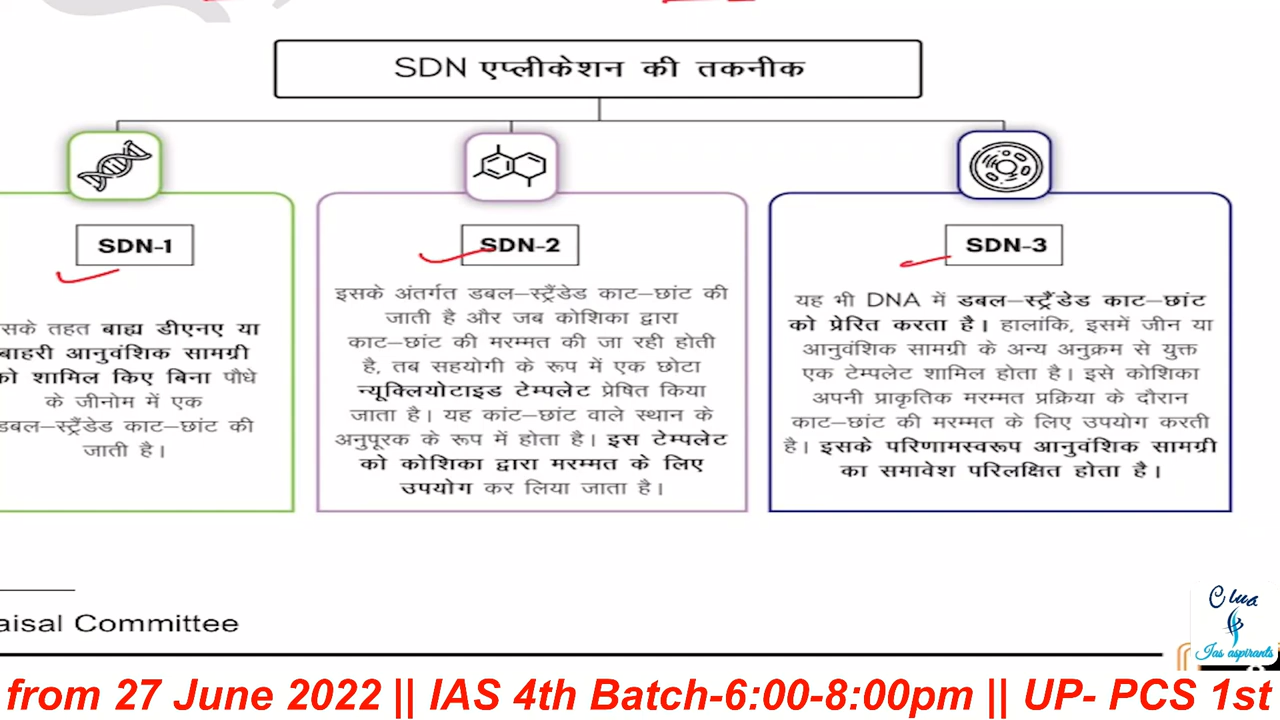 SDN एप्लीकेशन की तकनीक
SDN-1
सके तहत बाह्य डीएनए या
बाहरी आनुवंशिक सामग्री
को शामिल किए बिना पौधे
के जीनोम में एक
डबल–स्ट्रैंडेड काट–छांट की
जाती है।
SDN-2
इसके अंतर्गत डबल–स्ट्रैंडेड काट–छांट की
जाती है और जब कोशिका द्वारा
काट–छांट की मरम्मत की जा रही होती
है, तब सहयोगी के रूप में एक छोटा
न्यूक्लियोटाइड टेम्पलेट प्रेषित किया
जाता है। यह कांट–छांट वाले स्थान के
अनुपूरक के रूप में होता है। इस टेम्पलेट
को कोशिका द्वारा मरम्मत के लिए
उपयोग कर लिया जाता है।
SDN-3
यह भी DNA में डबल–स्ट्रैंडेड काट–छांट
को प्रेरित करता है। हालांकि, इसमें जीन या
आनुवंशिक सामग्री के अन्य अनुक्रम से युक्त
एक टेम्पलेट शामिल होता है। इसे कोशिका
अपनी प्राकृतिक मरम्मत प्रक्रिया के दौरान
काट–छांट की मरम्मत के लिए उपयोग करती
है। इसके परिणामस्वरूप आनुवंशिक सामग्री
का समावेश परिलक्षित होता है।
aisal Committee
Clue
Ias aspirants
from 27 June 2022 || IAS 4th Batch-6:00-8:00pm || UP- PCS 1st